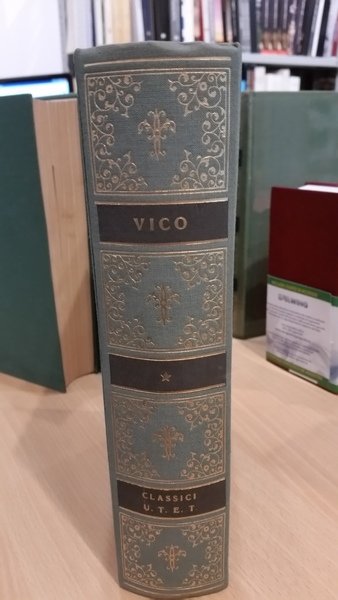 VICO
CLASSICI
U. T. E. T